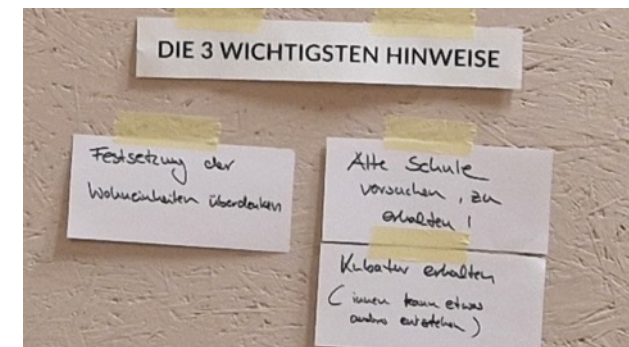 DIE 3 WICHTIGSTEN HINWEISE
Festsetzung der
Wohneinheiten überdenken
Alte Schule
versuchen, zu
erhalten !
Kubatur erhalten
( innen kann etwas
anderes entstehen )